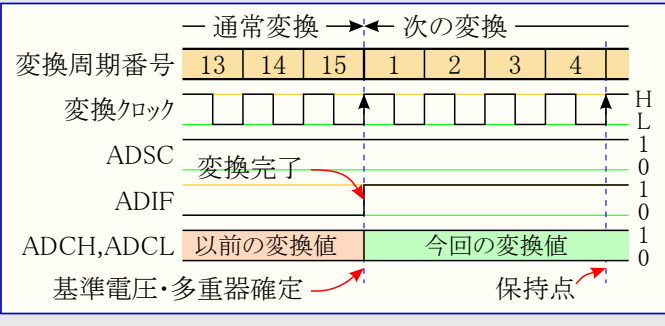 通常変換 次の変換
変換周期番号 13 14 15 1 2 3 4
変換クロック H L
ADSC 1 0
変換完了
ADIF 1 0
ADCH,ADCL 以前の変換値 今回の変換値 1 0
基準電圧・多重器確定 保持点